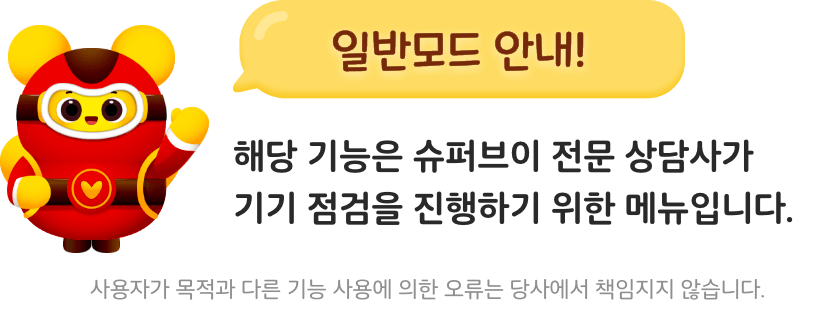 일반모드 안내!
해당 기능은 슈퍼브이 전문 상담사가
기기 점검을 진행하기 위한 메뉴입니다.
사용자가 목적과 다른 기능 사용에 의한 오류는 당사에서 책임지지 않습니다.